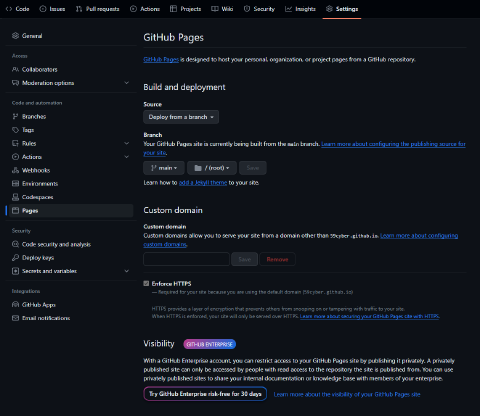 Code Issues Pull requests Actions Projects Wiki Security Insights Settings
General
Access
Collaborators
Moderation options
Code and automation
Branches
Tags
Rules
Actions
Webhooks
Environments
Codespaces
Pages
Security
Code security and analysis
Deploy keys
Secrets and variables
Integrations
GitHub Apps
Email notifications
GitHub Pages
GitHub Pages is designed to host your personal, organization, or project pages from a GitHub repository.
Build and deployment
Source
Deploy from a branch
Branch
Your GitHub Pages site is currently being built from the main branch. Learn more about configuring the publishing source for
your site.
main / (root) Save
Learn how to add a Jekyll theme to your site.
Custom domain
Custom domain
Custom domains allow you to serve your site from a domain other than 59cyber.github.io. Learn more about configuring
custom domains.
Save Remove
Enforce HTTPS
— Required for your site because you are using the default domain (59cyber.github.io)
HTTPS provides a layer of encryption that prevents others from snooping on or tampering with traffic to your site.
When HTTPS is enforced, your site will only be served over HTTPS. Learn more about securing your GitHub Pages site with HTTPS.
Visibility GITHUB ENTERPRISE
With a GitHub Enterprise account, you can restrict access to your GitHub Pages site by publishing it privately. A privately
published site can only be accessed by people with read access to the repository the site is published from. You can use
privately published sites to share your internal documentation or knowledge base with members of your enterprise.
Try GitHub Enterprise risk-free for 30 days Learn more about the visibility of your GitHub Pages site